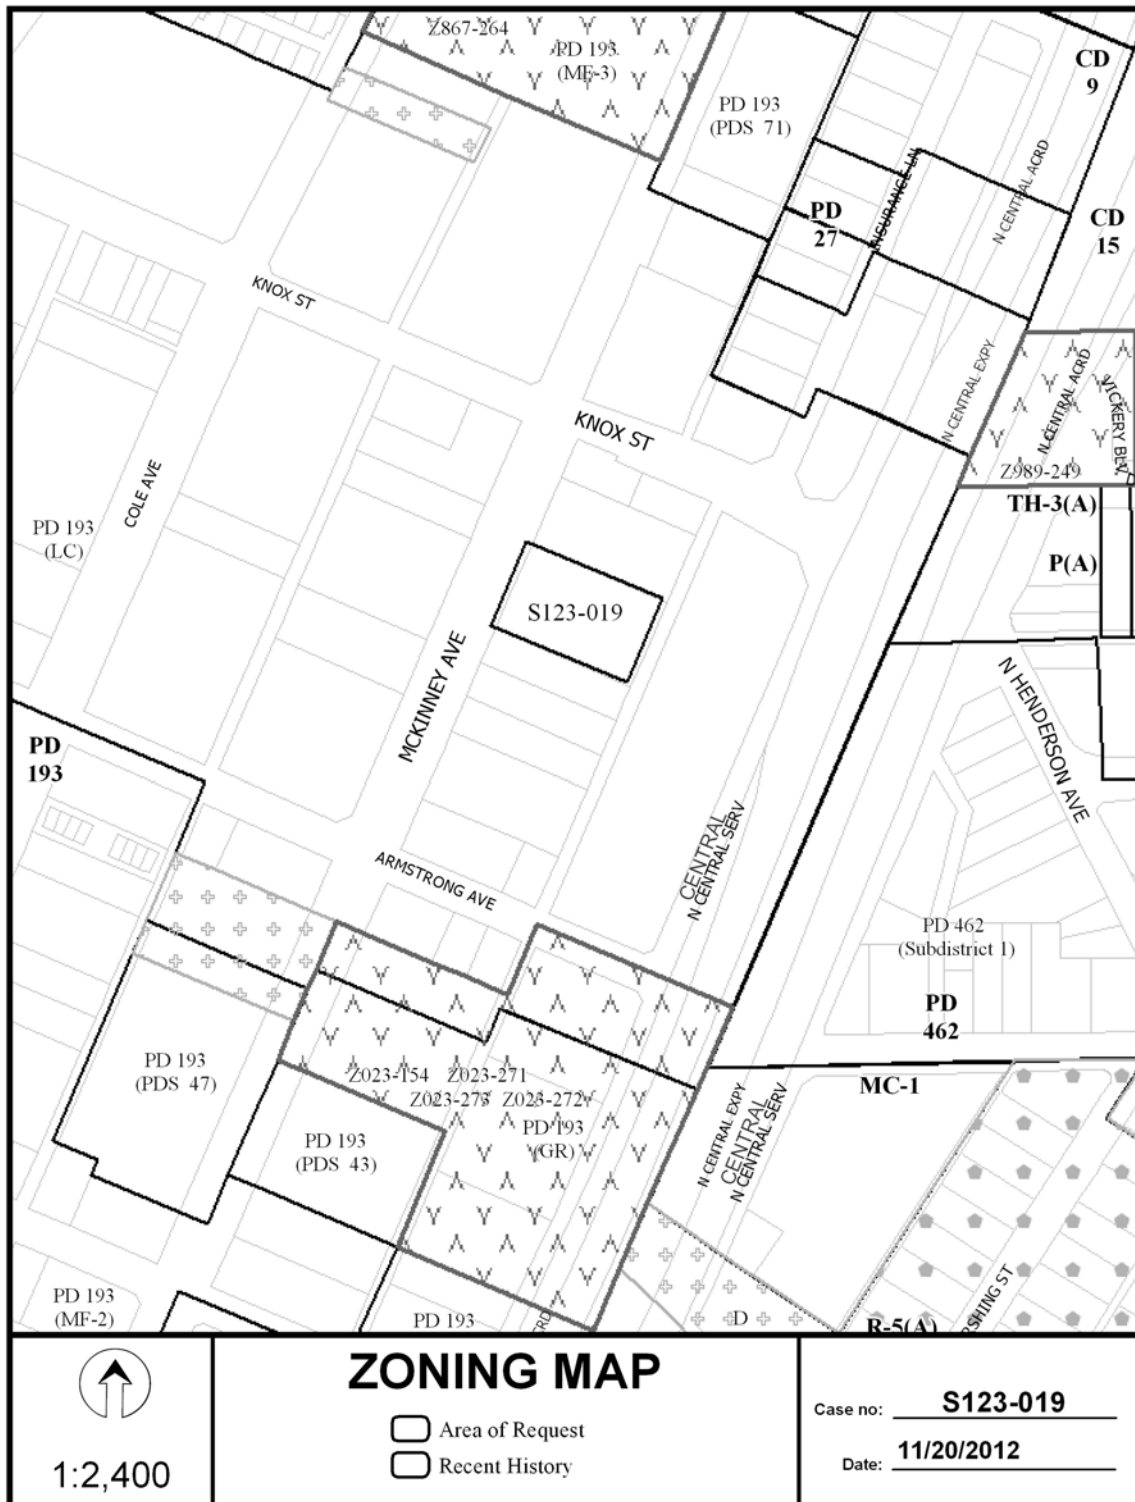 Z867-264
PD 193
(MF-3)
CD
9
PD 193
(PDS 71)
INSURANCE LN
N CENTRAL ACRD
PD
27
CD
15
KNOX ST
N CENTRAL EXPY
N CENTRAL ACRD
VICKERY BLVD
KNOX ST
Z989-249
TH-3(A)
COLE AVE
PD 193
(LC)
P(A)
S123-019
MCKINNEY AVE
N HENDERSON AVE
PD
193
CENTRAL
N CENTRAL SERV
ARMSTRONG AVE
PD 462
(Subdistrict 1)
PD
462
PD 193
(PDS 47)
Z023-154 Z023-271
Z023-273 Z023-272
PD 193
(GR)
MC-1
N CENTRAL EXPY
CENTRAL
N CENTRAL SERV
PD 193
(PDS 43)
PD 193
(MF-2)
PD 193
CRD
D
R-5(A)
RSHING ST
ZONING MAP
Area of Request
Recent History
1:2,400
Case no: S123-019
Date: 11/20/2012